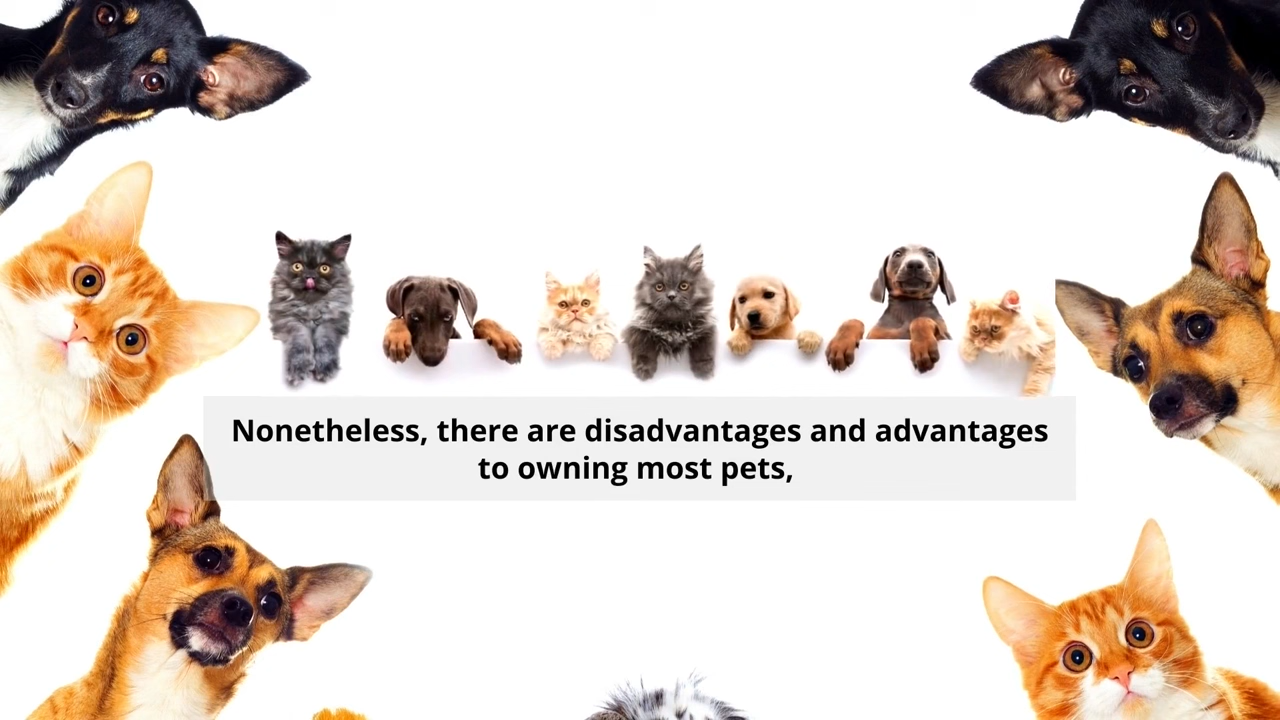 Nonetheless, there are disadvantages and advantages
to owning most pets,